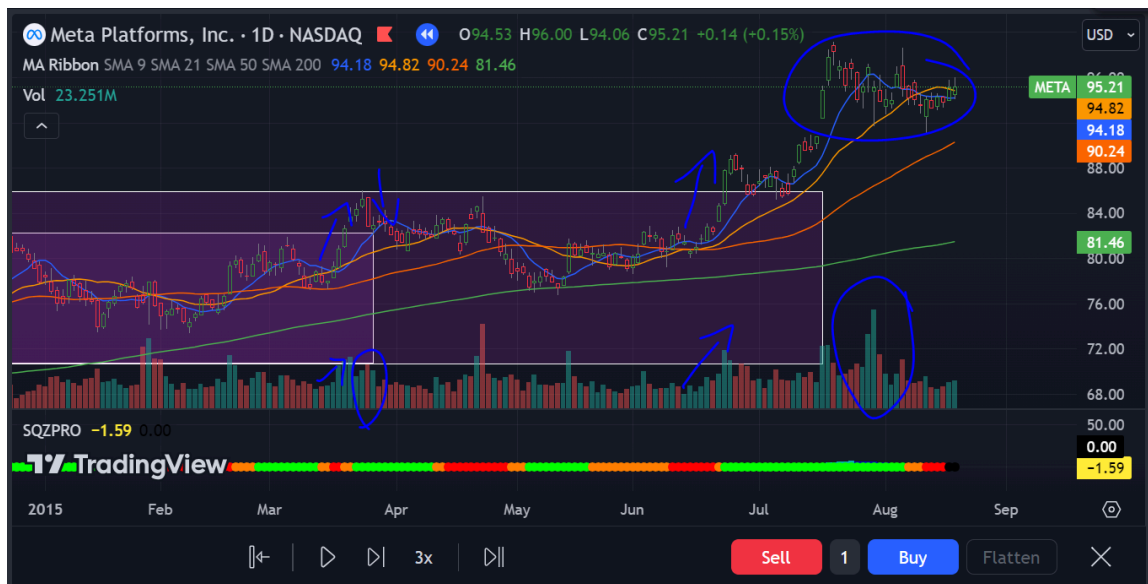 Meta Platforms, Inc. · 1D · NASDAQ O94.53 H96.00 L94.06 C95.21 +0.14 (+0.15%) USD
MA Ribbon SMA 9 SMA 21 SMA 50 SMA 200 94.18 94.82 90.24 81.46
96.00
META 95.21
Vol 23.251M
94.82
94.18
90.24
88.00
84.00
81.46
80.00
76.00
72.00
68.00
SQZPRO −1.59 0.00
50.00
0.00
−1.59
TradingView
2015 Feb Mar Apr May Jun Jul Aug Sep
3x Sell 1 Buy Flatten